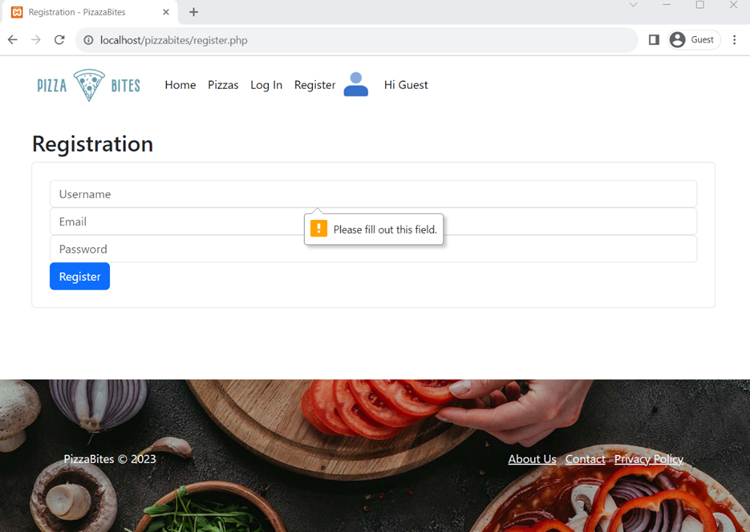 Registration - PizazaBites
localhost/pizzabites/register.php
Guest
PIZZA BITES
Home Pizzas Log In Register Hi Guest
Registration
Username
Email
Please fill out this field.
Password
Register
PizzaBites © 2023
About Us Contact Privacy Policy